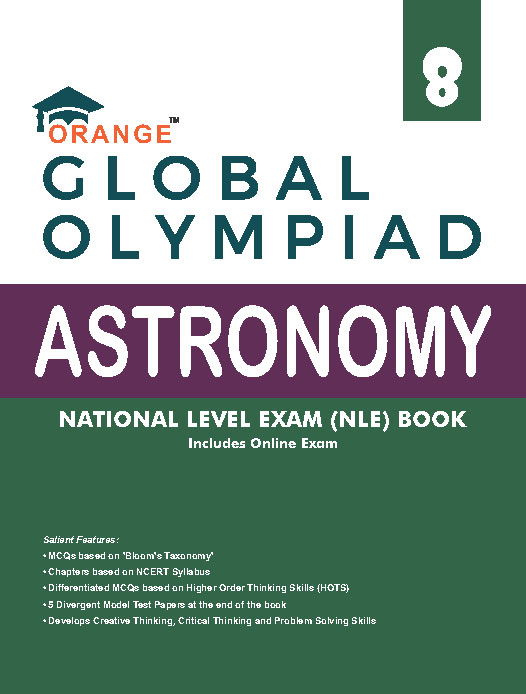 8
ORANGE™
GLOBAL
OLYMPIAD
ASTRONOMY
NATIONAL LEVEL EXAM (NLE) BOOK
Includes Online Exam
Salient Features:
• MCQs based on 'Bloom's Taxonomy'
• Chapters based on NCERT Syllabus
• Differentiated MCQs based on Higher Order Thinking Skills (HOTS)
• 5 Divergent Model Test Papers at the end of the book
• Develops Creative Thinking, Critical Thinking and Problem Solving Skills